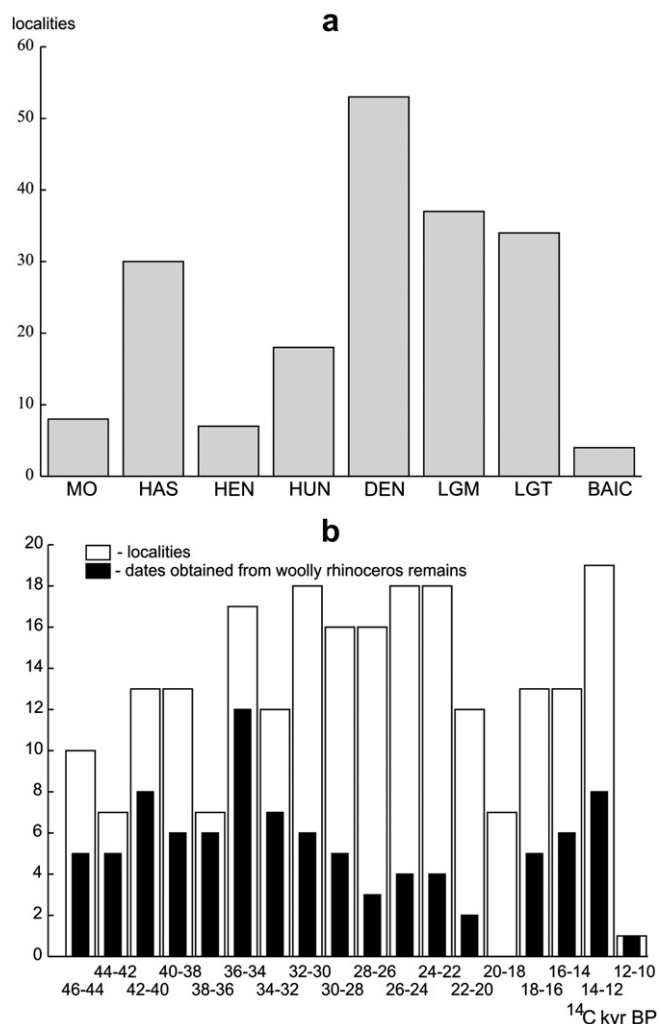 a
localities
60
50
40
30
20
10
0
MO HAS HEN HUN DEN LGM LGT BAIC
b
20
18
16
14
12
10
8
6
4
2
0
- localities
- dates obtained from woolly rhinoceros remains
44-42 40-38 36-34 32-30 28-26 24-22 20-18 16-14 12-10
46-44 42-40 38-36 34-32 30-28 26-24 22-20 18-16 14-12
¹⁴C kyr BP